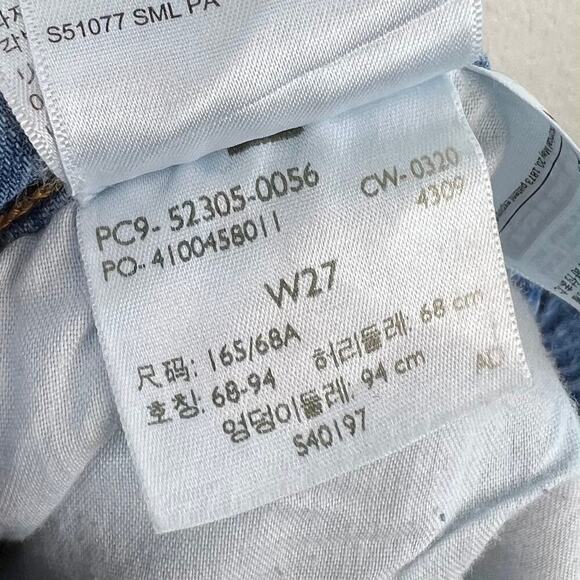 S51077 SML PA
PC9- 52305-0056
CW- 0320
PO- 4100458011
4309
W27
尺码: 165/68A
호칭: 68-94 허리둘레: 68 cm
엉덩이둘레: 94 cm
S40197